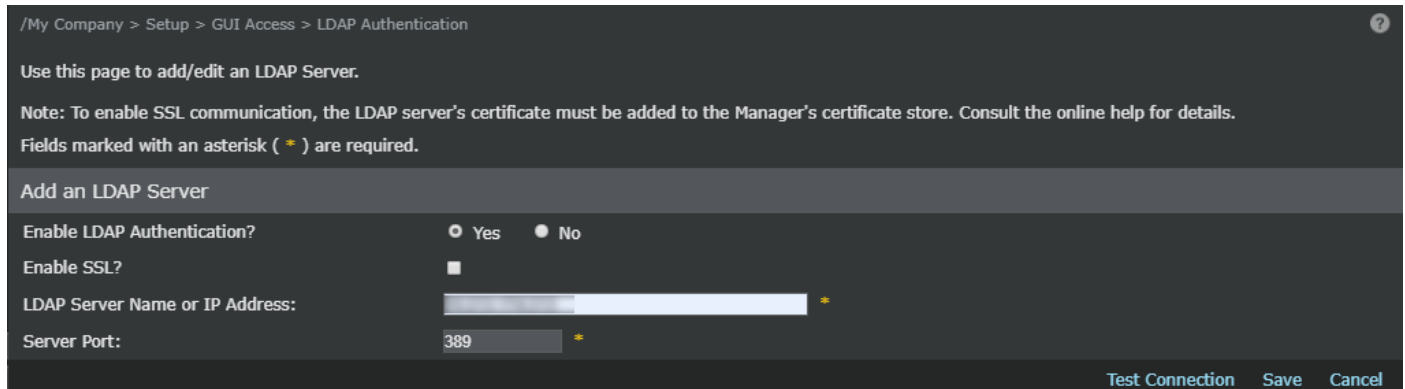 /My Company > Setup > GUI Access > LDAP Authentication
Use this page to add/edit an LDAP Server.
Note: To enable SSL communication, the LDAP server's certificate must be added to the Manager's certificate store. Consult the online help for details.
Fields marked with an asterisk ( * ) are required.
Add an LDAP Server
Enable LDAP Authentication? Yes No
Enable SSL?
LDAP Server Name or IP Address: *
Server Port: 389 *
Test Connection Save Cancel